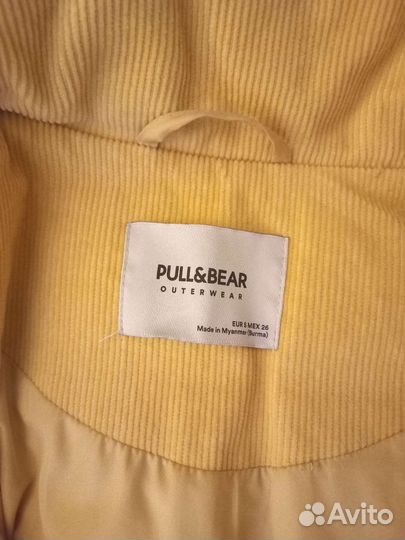 PULL&BEAR
OUTERWEAR
EUR S MEX 26
Made in Myanmar (Burma)
Avito